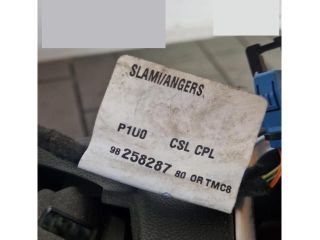 SLAMI/ANGERS
P1U0 CSL CPL
98 258287 80 OR TMC8